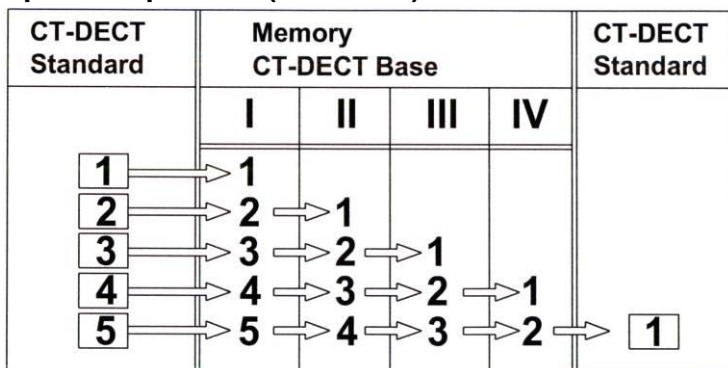 CT-DECT Memory CT-DECT
Standard CT-DECT Base Standard
I II III IV
1 1
2 2 1
3 3 2 1
4 4 3 2 1
5 5 4 3 2 1